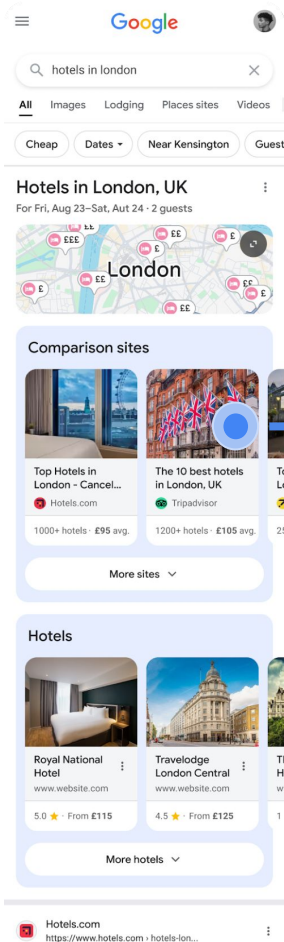 Google
hotels in london
All Images Lodging Places sites Videos
Cheap Dates Near Kensington Guest
Hotels in London, UK
For Fri, Aug 23–Sat, Aut 24 · 2 guests
££
£££
££
£
£
London
££
£
££
£
££
Comparison sites
Top Hotels in
London - Cancel...
Hotels.com
1000+ hotels · £95 avg.
The 10 best hotels
in London, UK
Tripadvisor
1200+ hotels · £105 avg.
More sites
Hotels
Royal National
Hotel
www.website.com
5.0 ★ · From £115
Travelodge
London Central
www.website.com
4.5 ★ · From £125
More hotels
Hotels.com
https://www.hotels.com › hotels-lon...